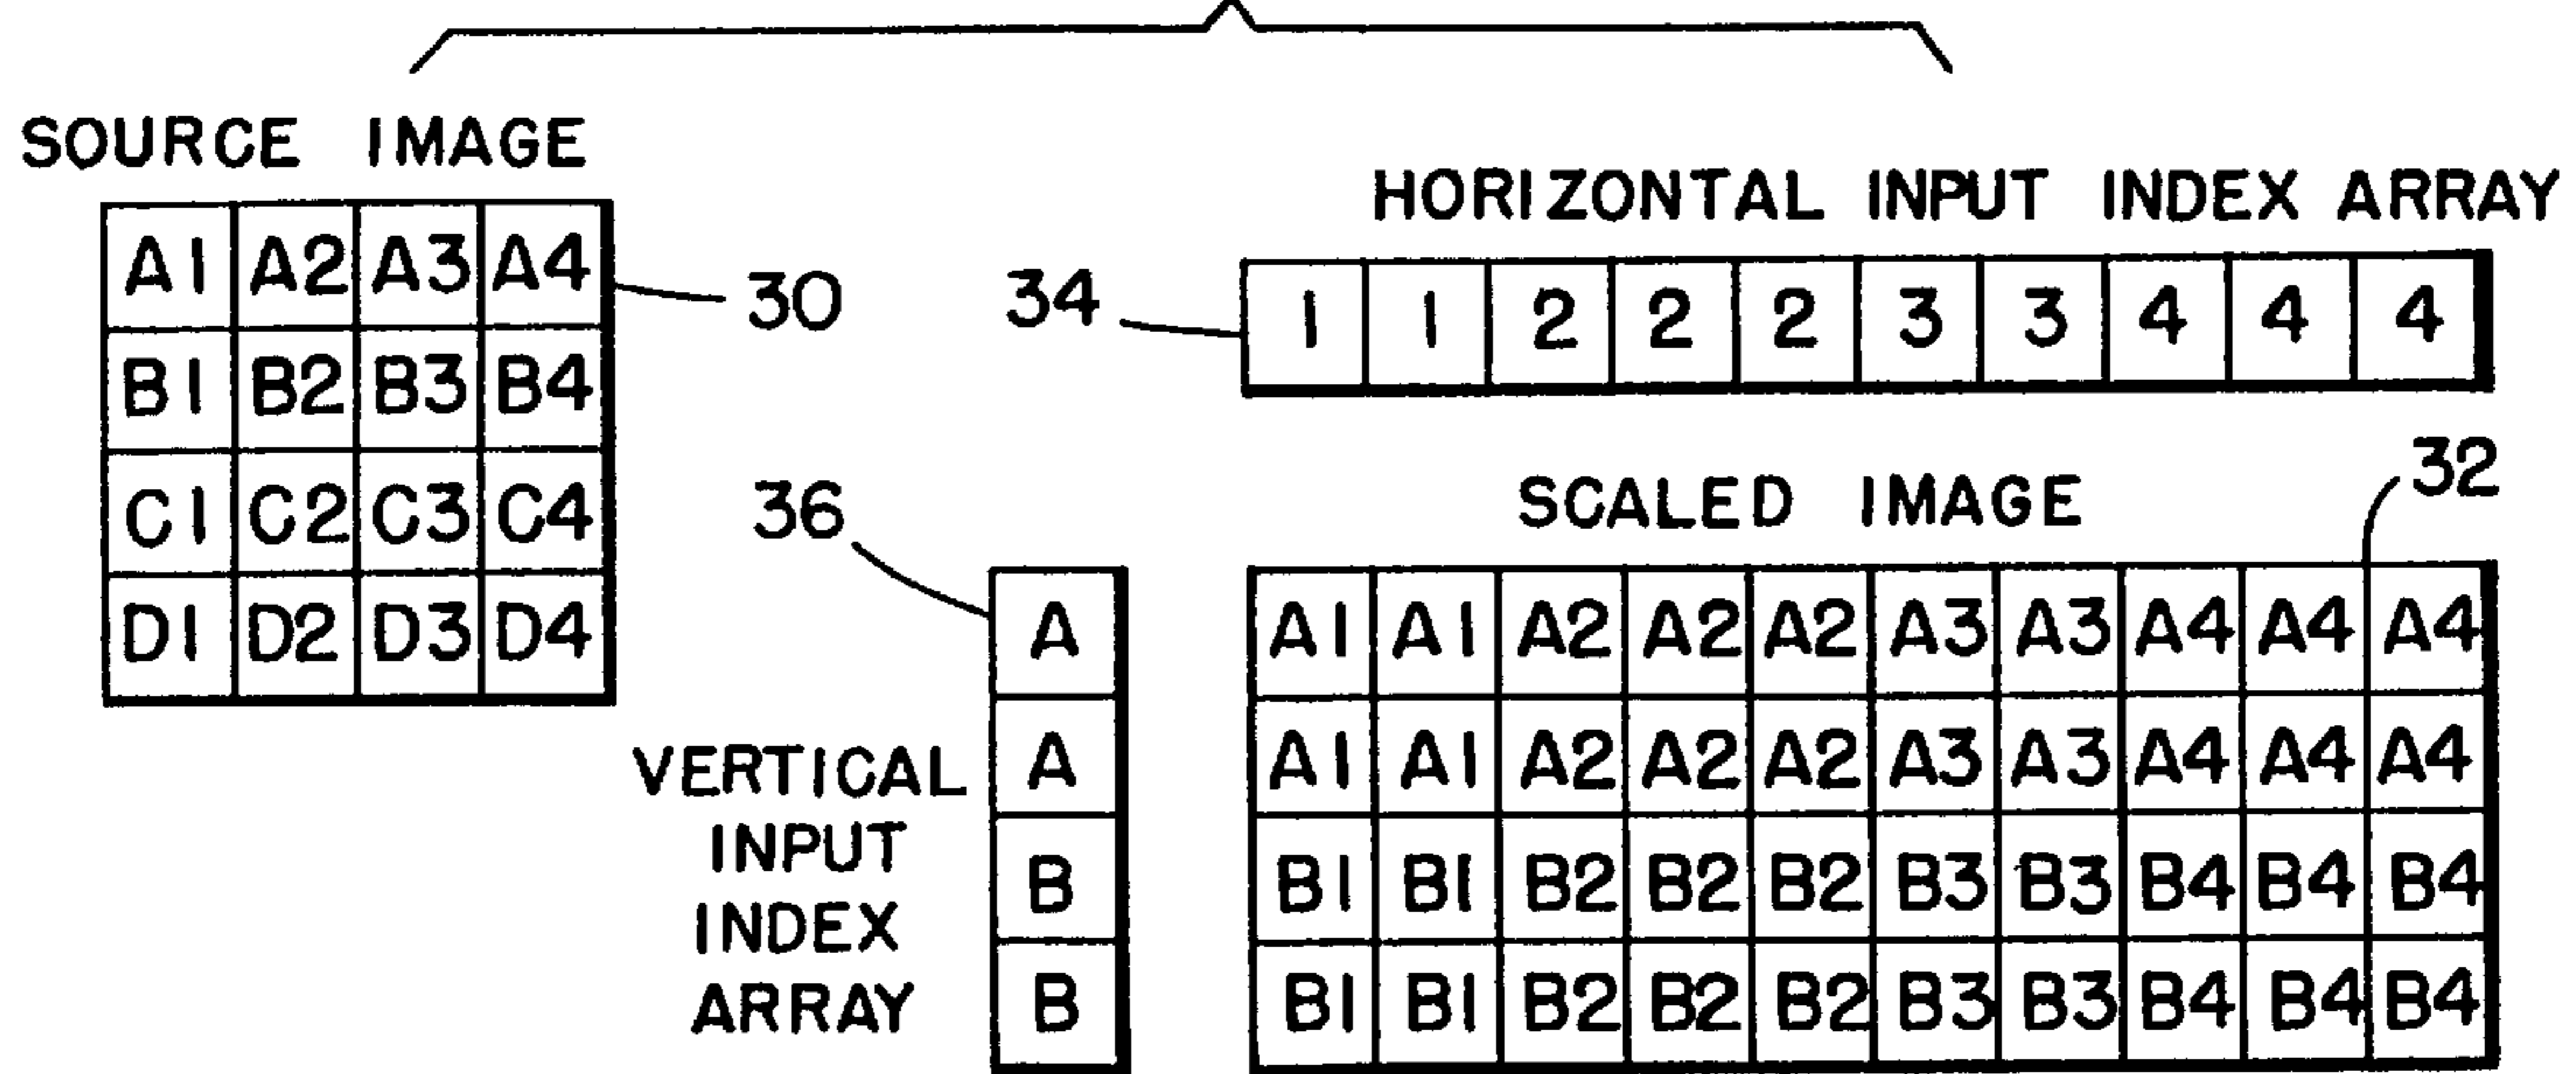 SOURCE IMAGE
A1 A2 A3 A4
B1 B2 B3 B4
C1 C2 C3 C4
D1 D2 D3 D4
30
HORIZONTAL INPUT INDEX ARRAY
34
1 1 2 2 2 3 3 4 4 4
36
VERTICAL
INPUT
INDEX
ARRAY
A
A
B
B
SCALED IMAGE
32
A1 A1 A2 A2 A2 A3 A3 A4 A4 A4
A1 A1 A2 A2 A2 A3 A3 A4 A4 A4
B1 B1 B2 B2 B2 B3 B3 B4 B4 B4
B1 B1 B2 B2 B2 B3 B3 B4 B4 B4